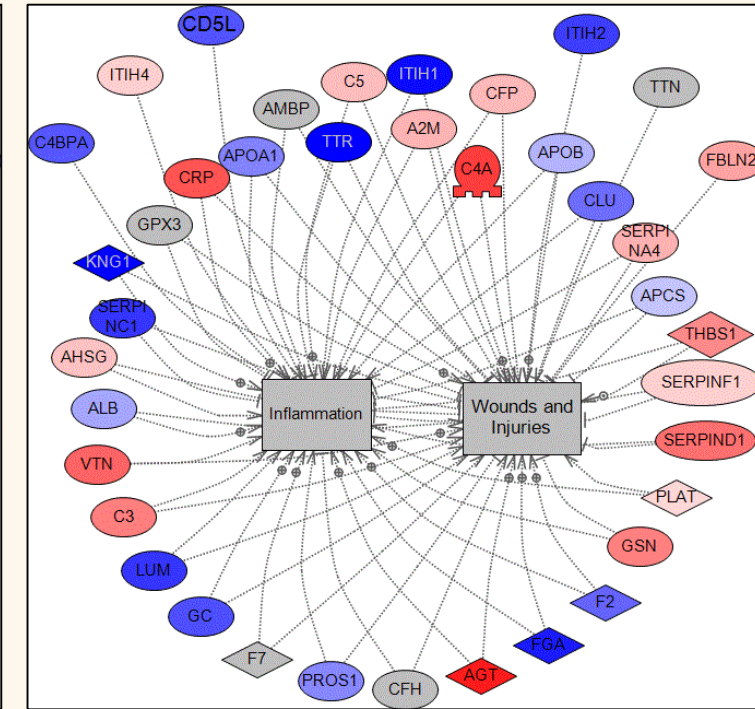 CD5L
ITIH2
ITIH4
C5
ITIH1
CFP
TTN
AMBP
C4BPA
TTR
A2M
APOA1
APOB
FBLN2
CRP
C4A
CLU
GPX3
SERPI
NA4
KNG1
APCS
SERPI
NC1
THBS1
AHSG
SERPINF1
ALB
Inflammation
Wounds and
Injuries
SERPIND1
VTN
PLAT
C3
GSN
LUM
F2
GC
FGA
F7
PROS1
CFH
AGT